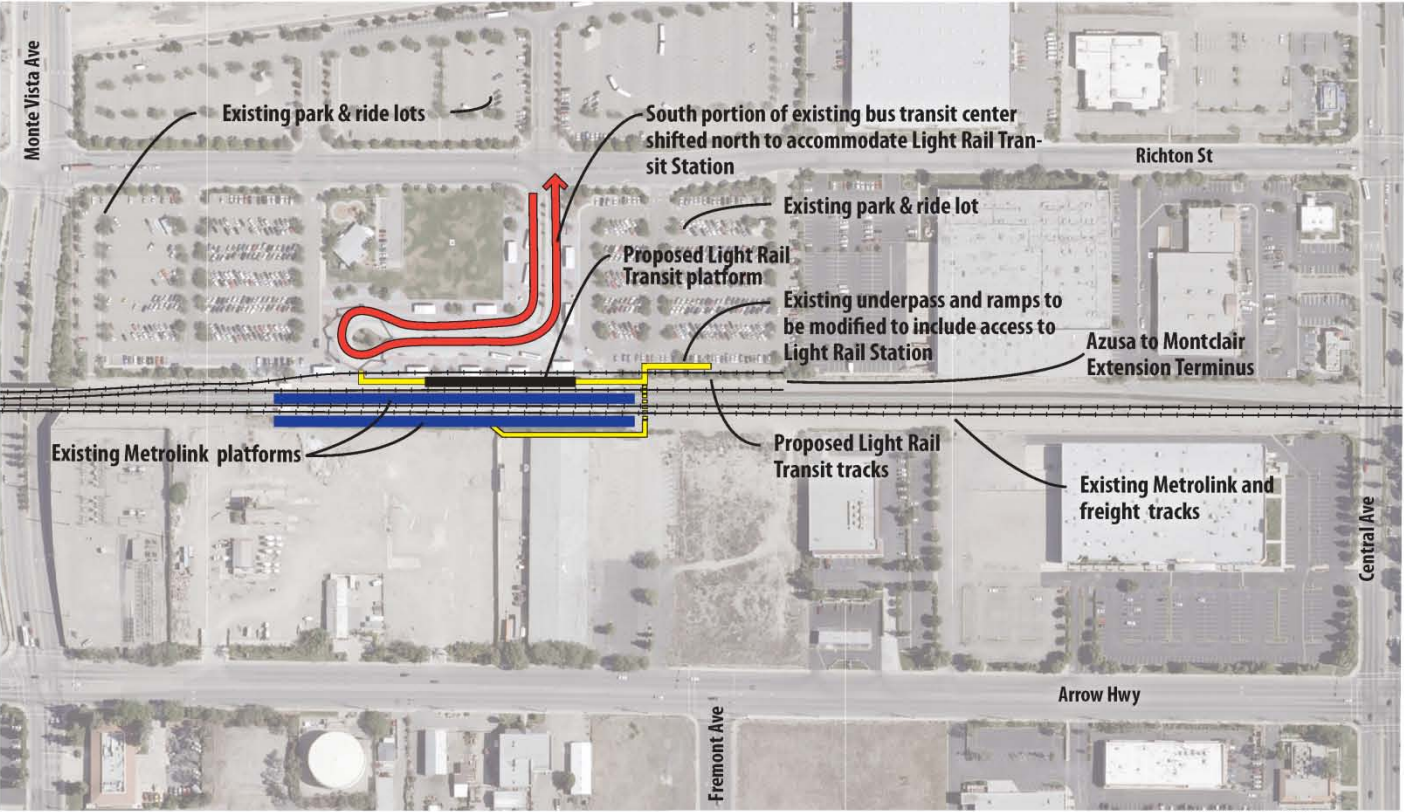 Monte Vista Ave
Existing park & ride lots
South portion of existing bus transit center
shifted north to accommodate Light Rail Tran-
sit Station
Richton St
Existing park & ride lot
Proposed Light Rail
Transit platform
Existing underpass and ramps to
be modified to include access to
Light Rail Station
Azusa to Montclair
Extension Terminus
Existing Metrolink platforms
Proposed Light Rail
Transit tracks
Existing Metrolink and
freight tracks
Central Ave
Arrow Hwy
Fremont Ave